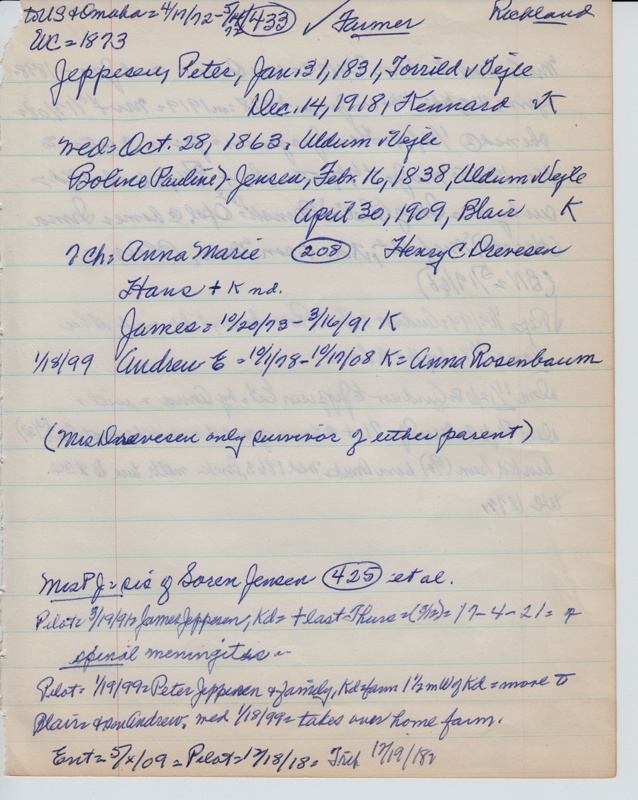 to US & Omaha = 4/17/72 - 5/14/72 (433) ✓ Farmer Richland
WC = 1873
Jeppesen, Peter, Jan. 31, 1831, Torrild v Vejle
Dec. 14, 1918, Kennard K
wed = Oct. 28, 1863, Uldum v Vejle
Boline Pauline) - Jensen, Febr. 16, 1838, Uldum v Vejle
April 30, 1909, Blair K
7 ch = Anna Marie (208) Henry C Drevesen
Hans + K nd.
James = 10/20/73 - 3/16/91 K
1/18/99 Andrew E = 10/1/78 - 10/17/08 K = Anna Rosenbaum
(Mrs Drevesen only survivor of either parent)
Mrs P J = sis of Soren Jensen (425) et al.
Pilot = 3/19/91 = James Jeppesen, Kd = + last Thurs = (3/12) = 17-4-21 = of
spinal meningitis -
Pilot = 1/19/99 = Peter Jeppesen & family, Kd = farm 1 1/2 m W of Kd = move to
Blair = & son Andrew, wed 1/18/99 = takes over home farm.
Ent = 5/x/09 = Pilot = 12/18/18 = Trib 12/19/18